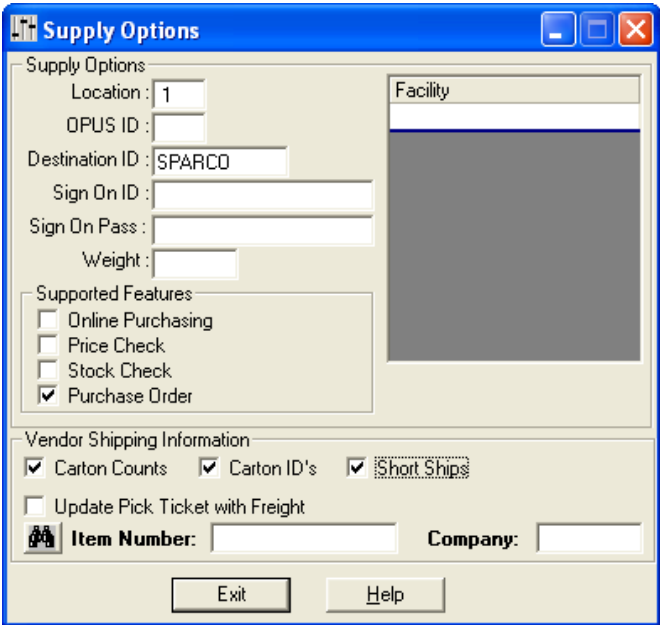 Supply Options
Supply Options
Location : 1
OPUS ID :
Destination ID : SPARCO
Sign On ID :
Sign On Pass :
Weight :
Facility
Supported Features
Online Purchasing
Price Check
Stock Check
Purchase Order
Vendor Shipping Information
Carton Counts Carton ID's Short Ships
Update Pick Ticket with Freight
Item Number: Company:
Exit Help